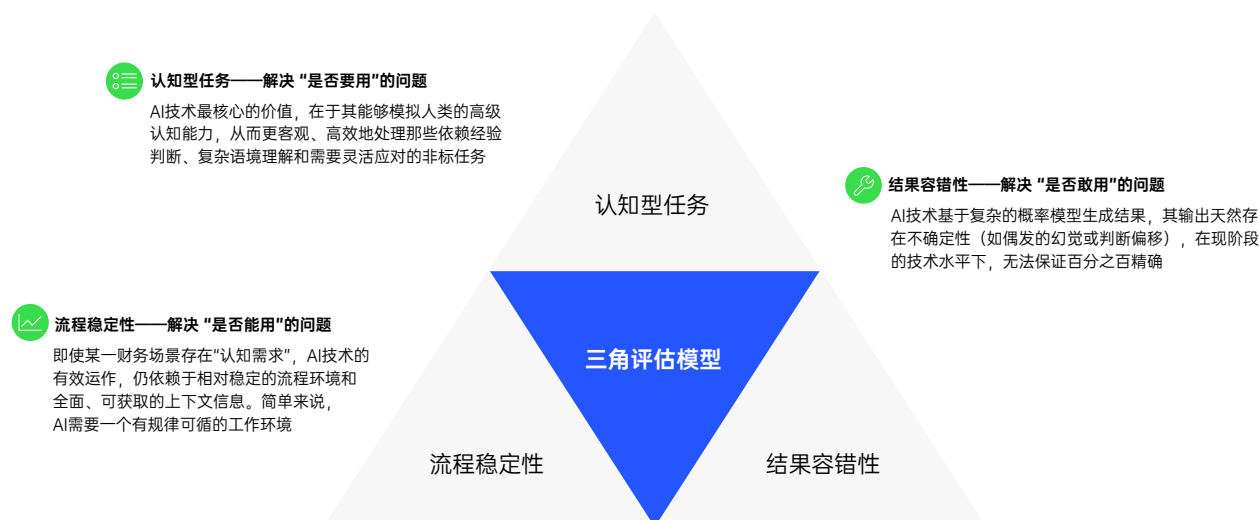 认知型任务——解决 “是否要用”的问题
AI技术最核心的价值，在于其能够模拟人类的高级
认知能力，从而更客观、高效地处理那些依赖经验
判断、复杂语境理解和需要灵活应对的非标任务
结果容错性——解决 “是否敢用”的问题
AI技术基于复杂的概率模型生成结果，其输出天然存
在不确定性（如偶发的幻觉或判断偏移），在现阶段
的技术水平下，无法保证百分之百精确
认知型任务
流程稳定性——解决 “是否能用”的问题
即使某一财务场景存在“认知需求”，AI技术的
有效运作，仍依赖于相对稳定的流程环境和
全面、可获取的上下文信息。简单来说，
AI需要一个有规律可循的工作环境
三角评估模型
流程稳定性
结果容错性